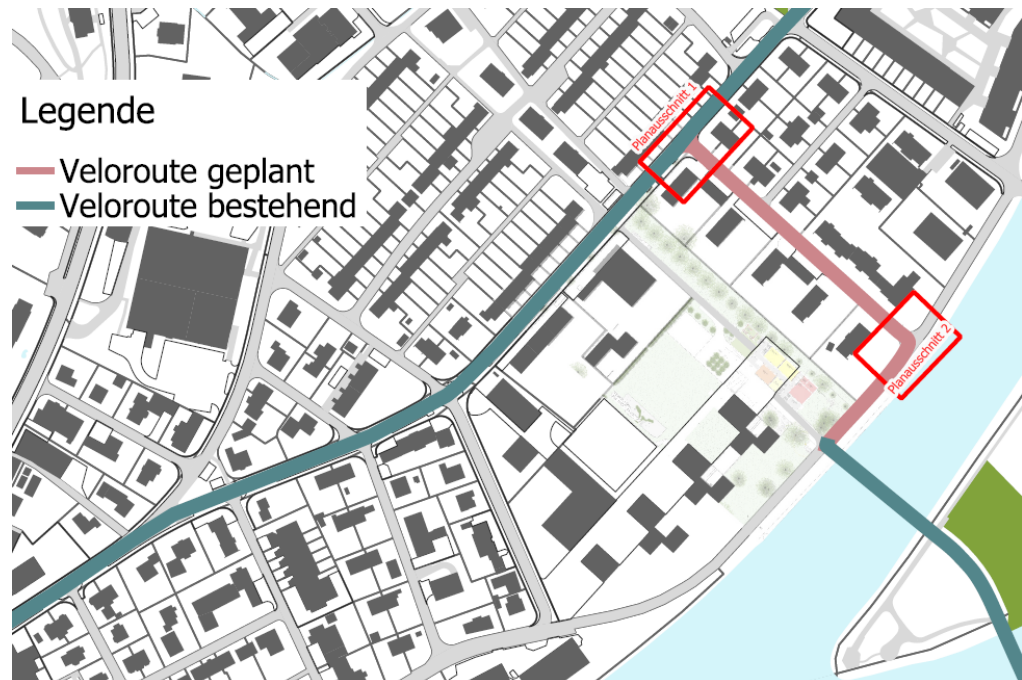 Legende
Veloroute geplant
Veloroute bestehend
Planausschnitt 1
Planausschnitt 2